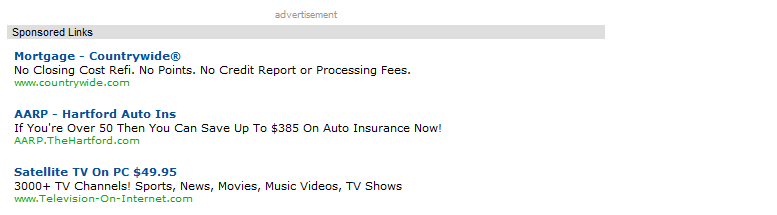 advertisement
Sponsored Links
Mortgage - Countrywide®
No Closing Cost Refi. No Points. No Credit Report or Processing Fees.
www.countrywide.com
AARP - Hartford Auto Ins
If You're Over 50 Then You Can Save Up To $385 On Auto Insurance Now!
AARP.TheHartford.com
Satellite TV On PC $49.95
3000+ TV Channels! Sports, News, Movies, Music Videos, TV Shows
www.Television-On-Internet.com